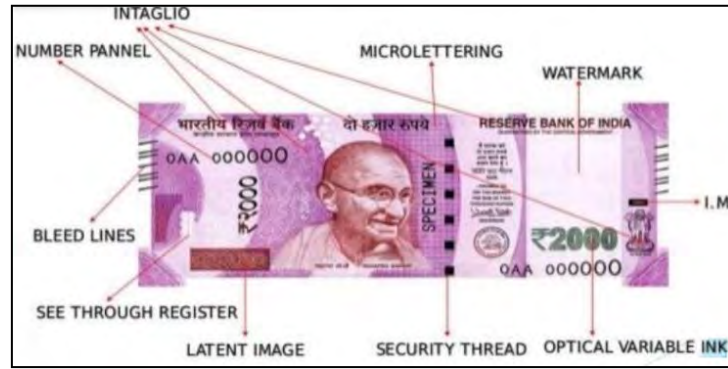 INTAGLIO
NUMBER PANNEL
MICROLETTERING
WATERMARK
भारतीय रिज़र्व बैंक
दो हज़ार रुपये
RESERVE BANK OF INDIA
0AA 000000
₹२०००
SPECIMEN
I.M
BLEED LINES
₹2000
0AA 000000
SEE THROUGH REGISTER
LATENT IMAGE
SECURITY THREAD
OPTICAL VARIABLE INK